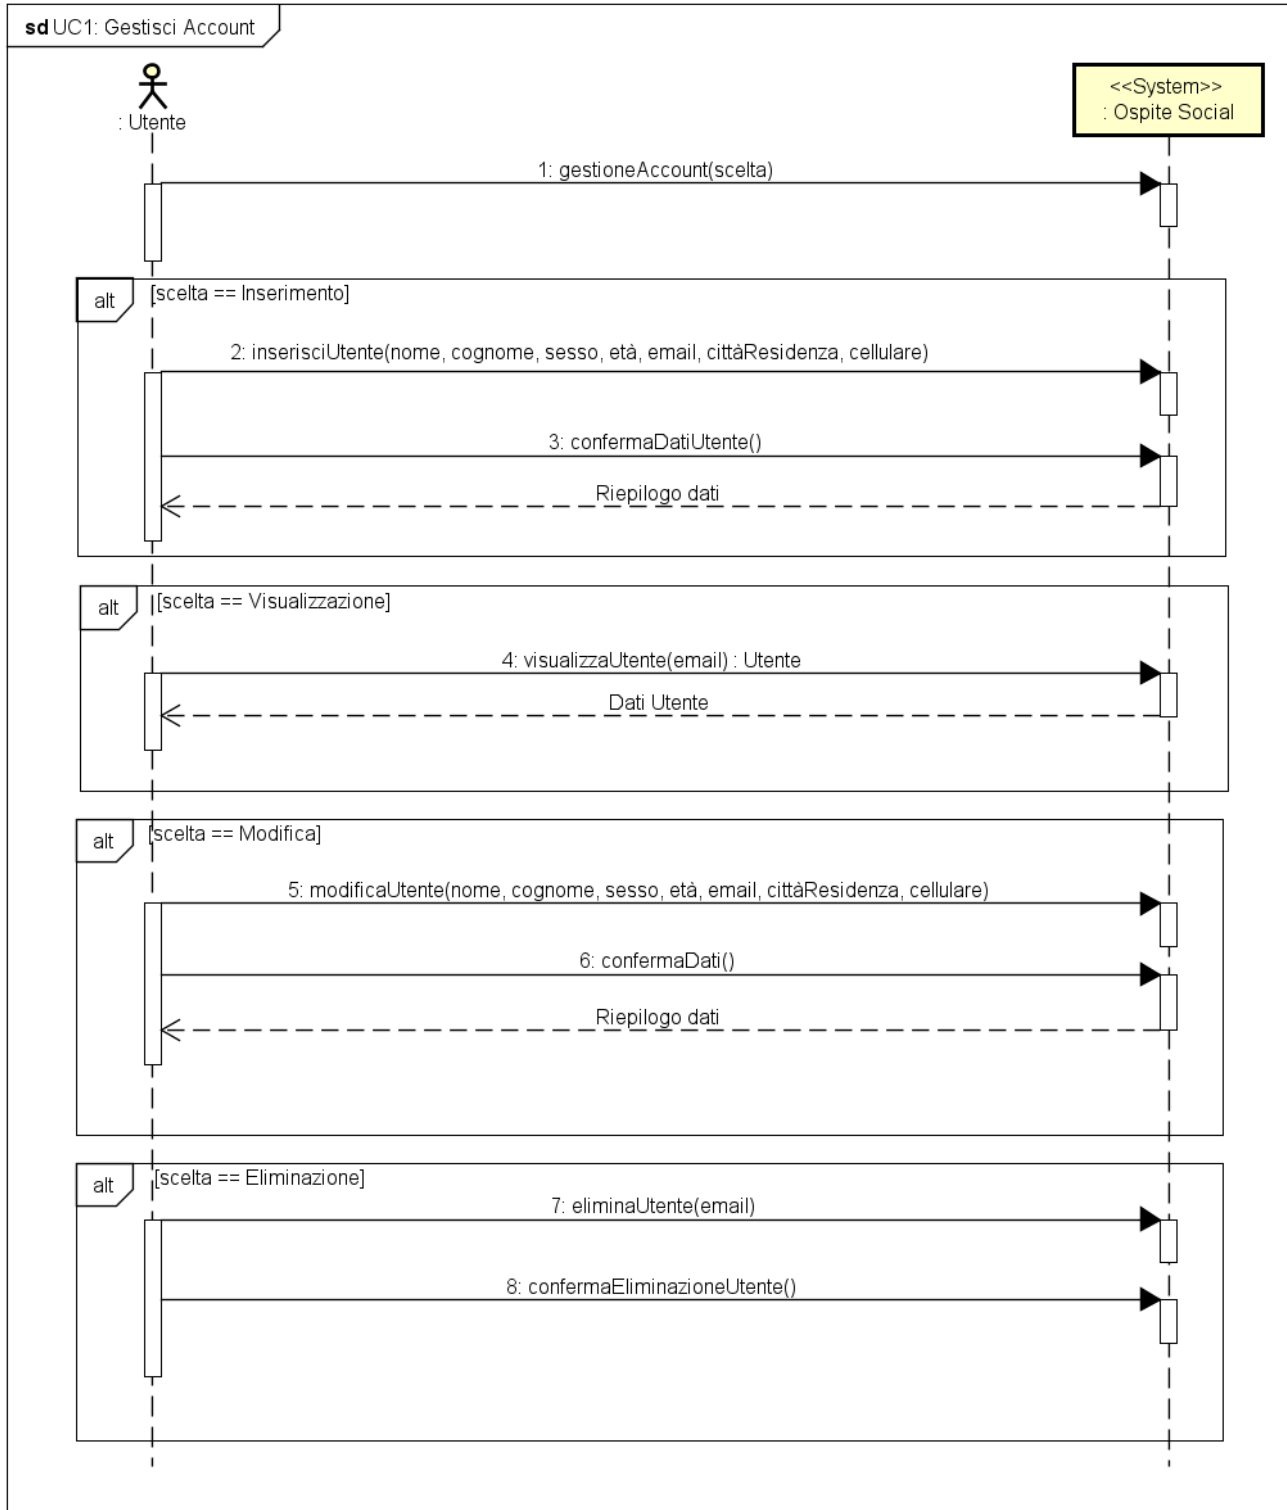 sd UC1: Gestisci Account
<<System>>
: Ospite Social
: Utente
1: gestioneAccount(scelta)
alt
[scelta == Inserimento]
2: inserisciUtente(nome, cognome, sesso, età, email, cittàResidenza, cellulare)
3: confermaDatiUtente()
Riepilogo dati
alt
[scelta == Visualizzazione]
4: visualizzaUtente(email) : Utente
Dati Utente
alt
[scelta == Modifica]
5: modificaUtente(nome, cognome, sesso, età, email, cittàResidenza, cellulare)
6: confermaDati()
Riepilogo dati
alt
[scelta == Eliminazione]
7: eliminaUtente(email)
8: confermaEliminazioneUtente()